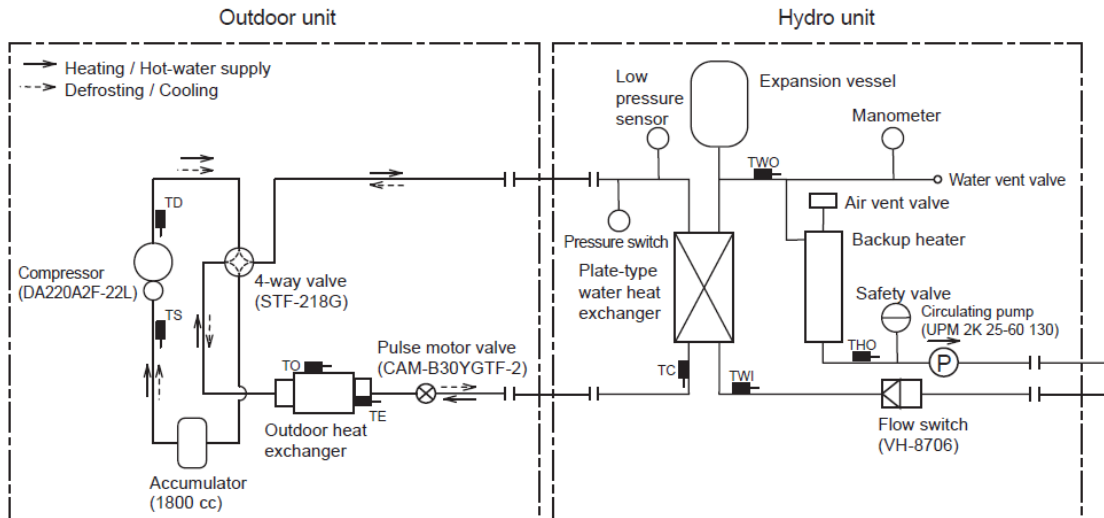 Outdoor unit
Hydro unit
Heating / Hot-water supply
Defrosting / Cooling
Low
pressure
sensor
Expansion vessel
Manometer
TWO
Water vent valve
TD
Air vent valve
Pressure switch
Backup heater
Compressor
(DA220A2F-22L)
4-way valve
(STF-218G)
Plate-type
water heat
exchanger
Safety valve
Circulating pump
(UPM 2K 25-60 130)
TS
TO
Pulse motor valve
(CAM-B30YGTF-2)
THO
P
TC
TWI
TE
Outdoor heat
exchanger
Flow switch
(VH-8706)
Accumulator
(1800 cc)